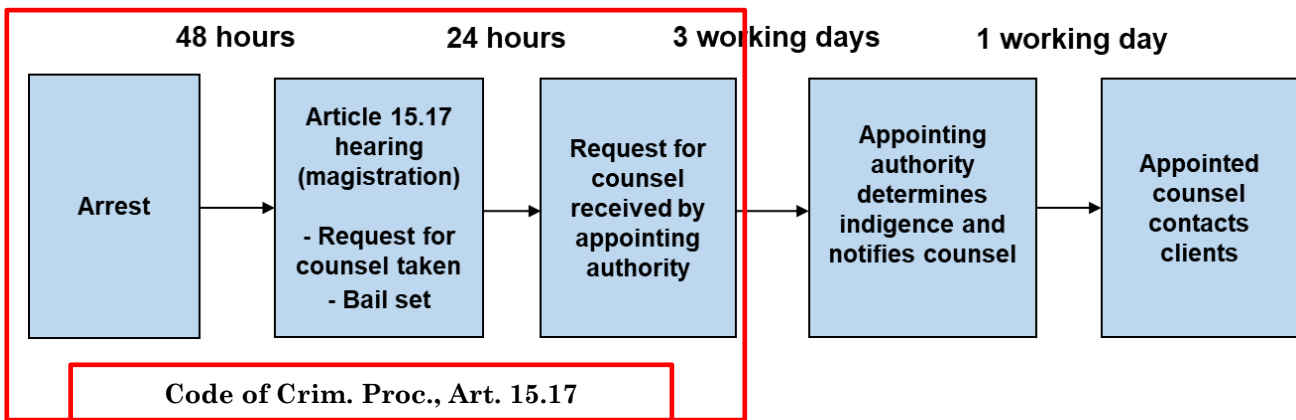 48 hours
24 hours
3 working days
1 working day
Arrest
Article 15.17
hearing
(magistration)
- Request for
counsel taken
- Bail set
Request for
counsel
received by
appointing
authority
Appointing
authority
determines
indigence and
notifies counsel
Appointed
counsel
contacts
clients
Code of Crim. Proc., Art. 15.17